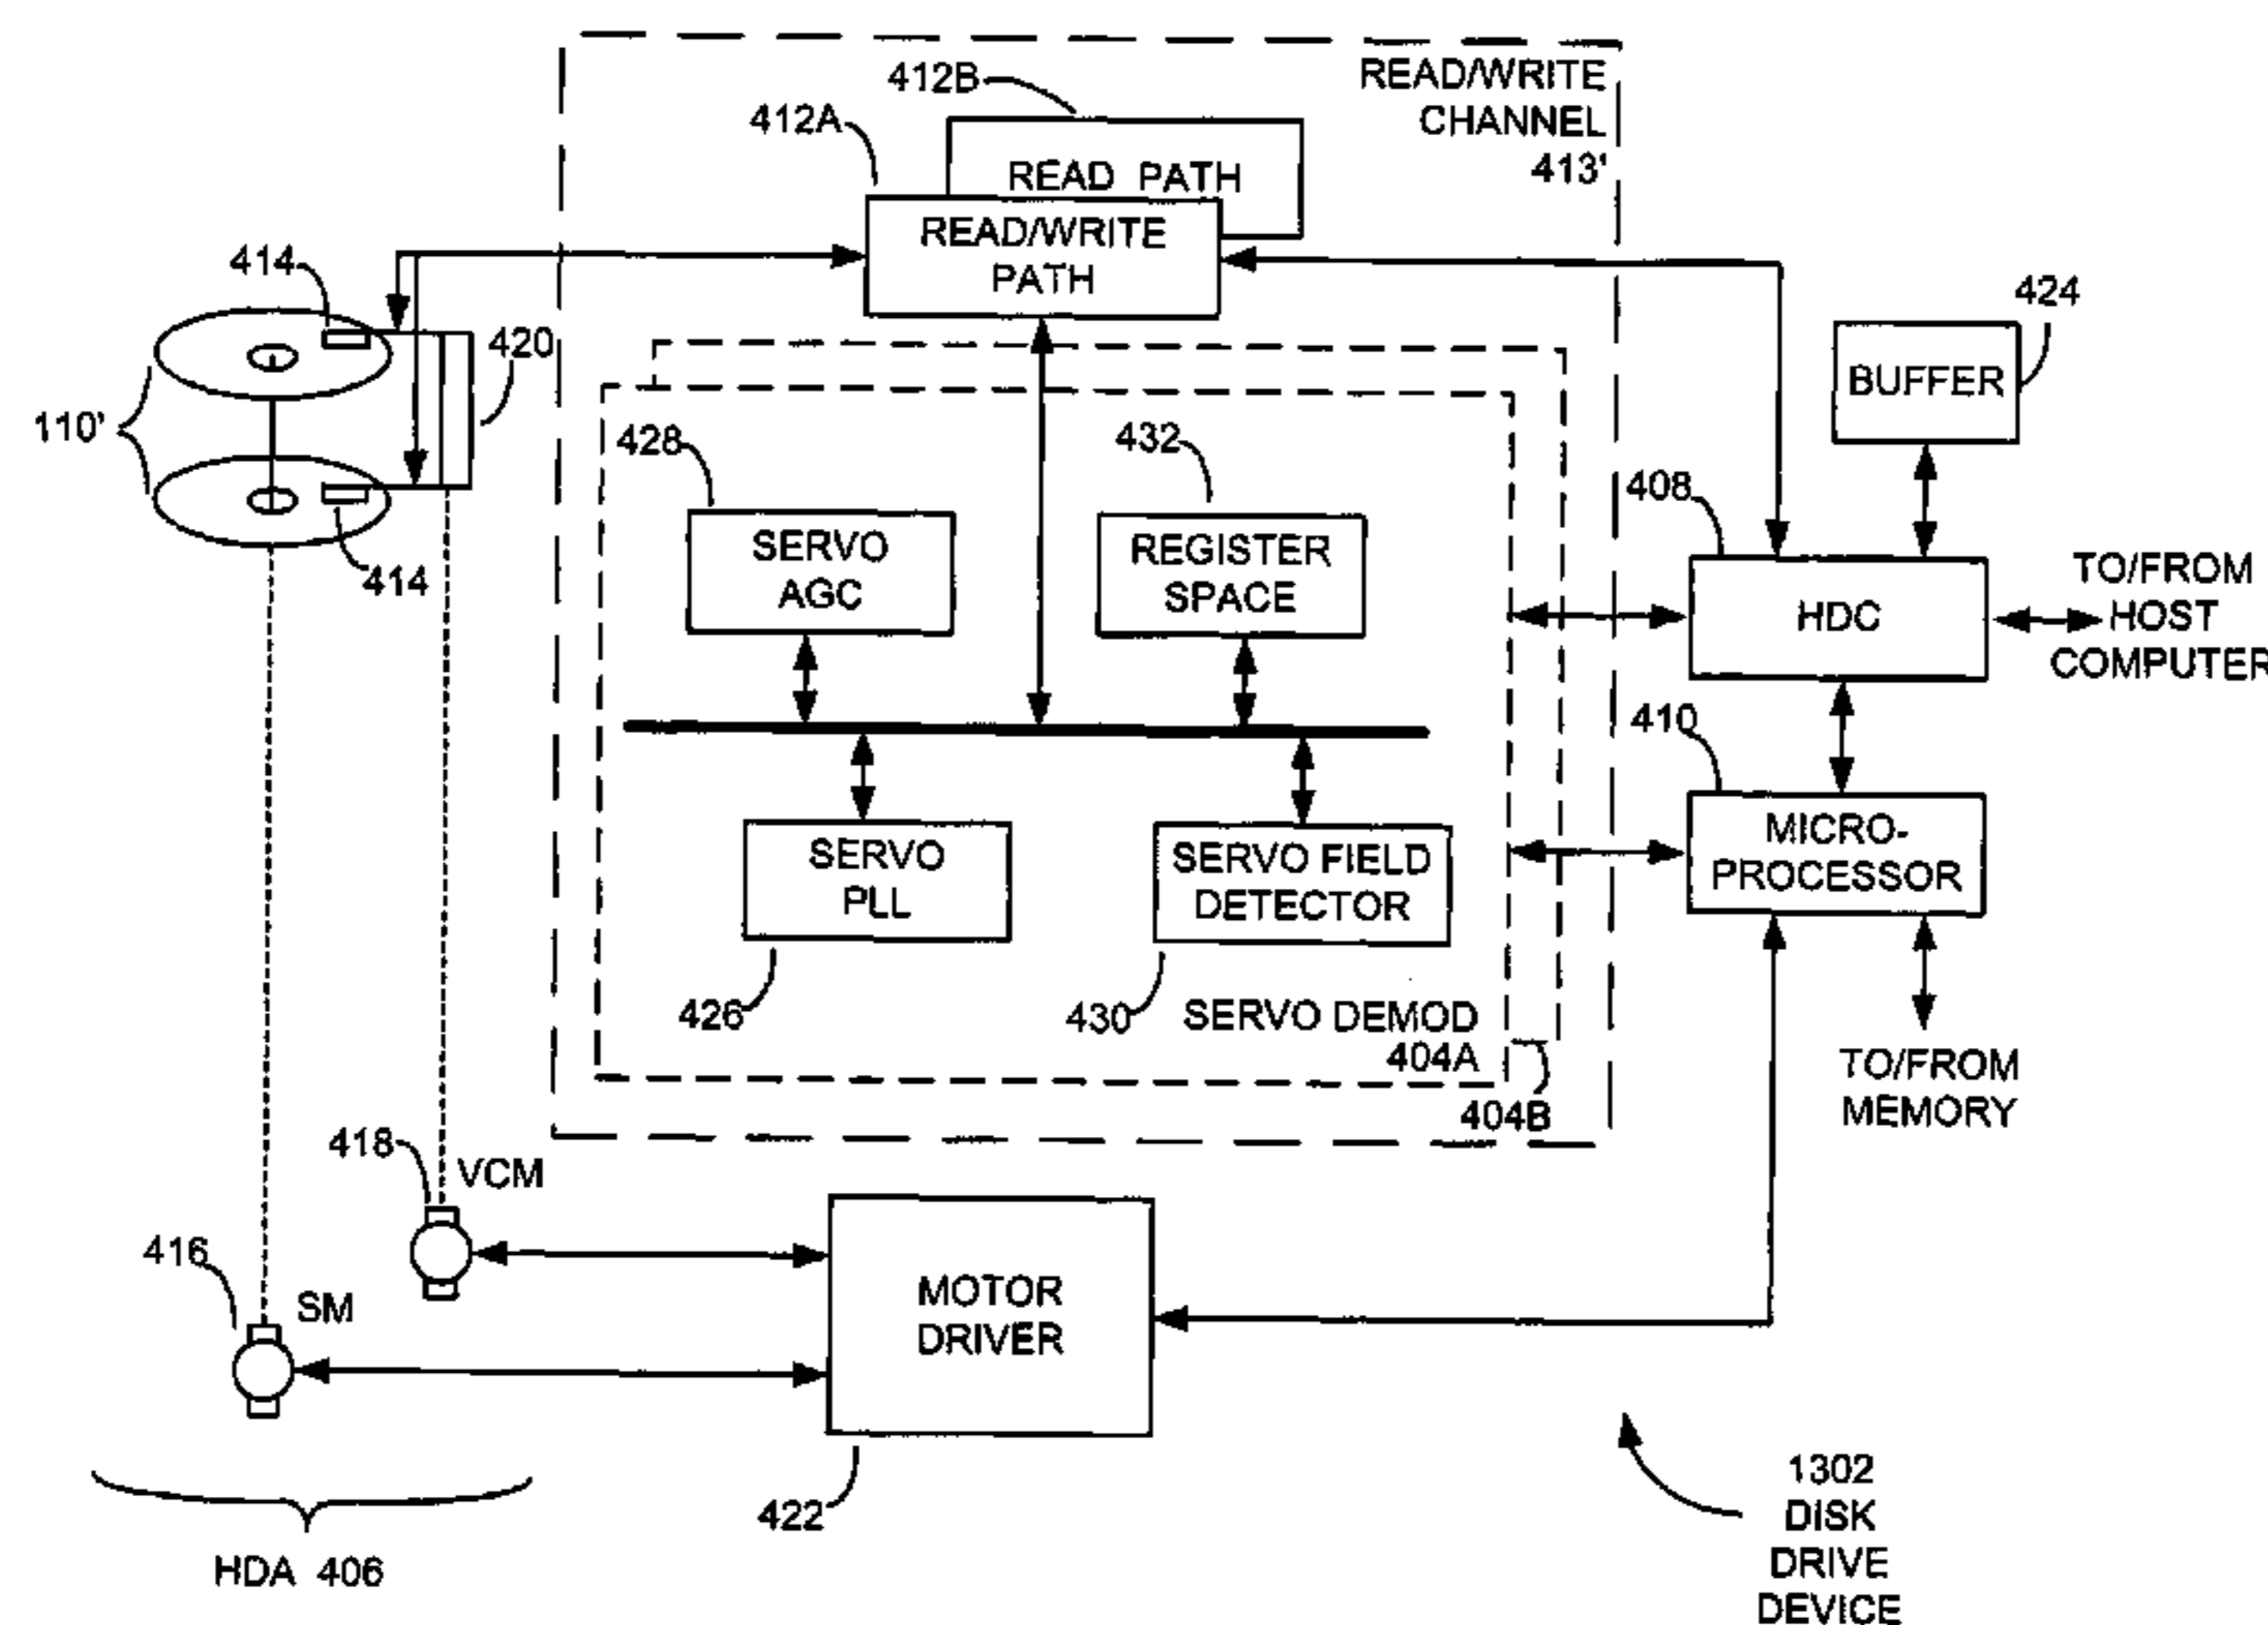 READ/WRITE
CHANNEL
413'
412B
412A
READ PATH
READ/WRITE
PATH
414
420
110'
414
424
BUFFER
428
432
SERVO
AGC
REGISTER
SPACE
408
HDC
TO/FROM
HOST
COMPUTER
410
MICRO-
PROCESSOR
SERVO
PLL
SERVO FIELD
DETECTOR
426
430
SERVO DEMOD
404A
404B
TO/FROM
MEMORY
418
VCM
416
SM
MOTOR
DRIVER
422
HDA 406
1302
DISK
DRIVE
DEVICE